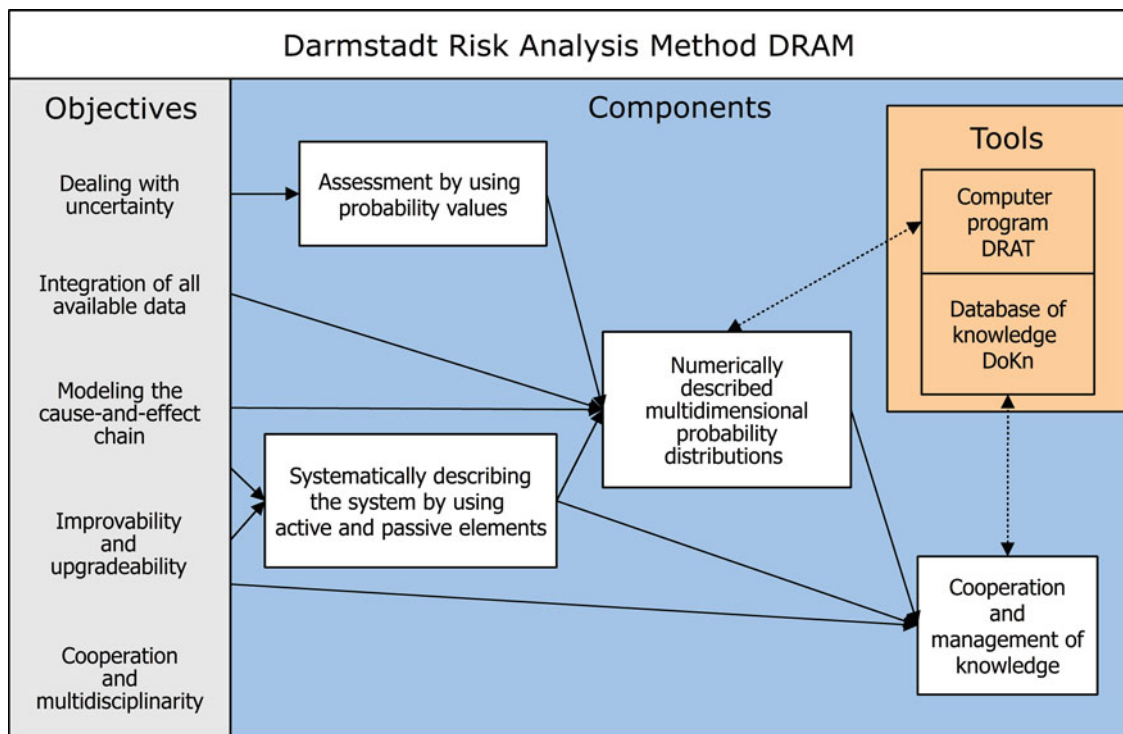 Darmstadt Risk Analysis Method DRAM
Objectives
Dealing with
uncertainty
Integration of all
available data
Modeling the
cause-and-effect
chain
Improvability
and
upgradeability
Cooperation
and
multidisciplinarity
Components
Assessment by using
probability values
Systematically describing
the system by using
active and passive elements
Numerically
described
multidimensional
probability
distributions
Tools
Computer
program
DRAT
Database of
knowledge
DoKn
Cooperation
and
management of
knowledge